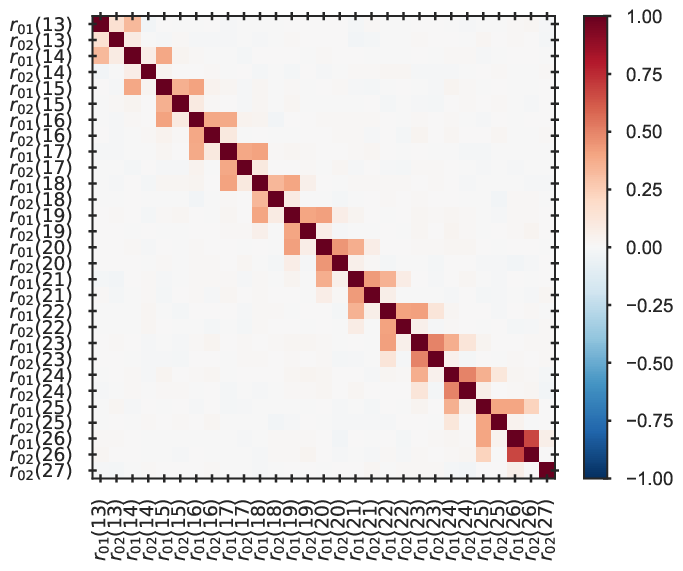 r01(13)
r02(13)
r01(14)
r02(14)
r01(15)
r02(15)
r01(16)
r02(16)
r01(17)
r02(17)
r01(18)
r02(18)
r01(19)
r02(19)
r01(20)
r02(20)
r01(21)
r02(21)
r01(22)
r02(22)
r01(23)
r02(23)
r01(24)
r02(24)
r01(25)
r02(25)
r01(26)
r02(26)
r02(27)
r01(13)
r02(13)
r01(14)
r02(14)
r01(15)
r02(15)
r01(16)
r02(16)
r01(17)
r02(17)
r01(18)
r02(18)
r01(19)
r02(19)
r01(20)
r02(20)
r01(21)
r02(21)
r01(22)
r02(22)
r01(23)
r02(23)
r01(24)
r02(24)
r01(25)
r02(25)
r01(26)
r02(26)
r02(27)
1.00
0.75
0.50
0.25
0.00
−0.25
−0.50
−0.75
−1.00